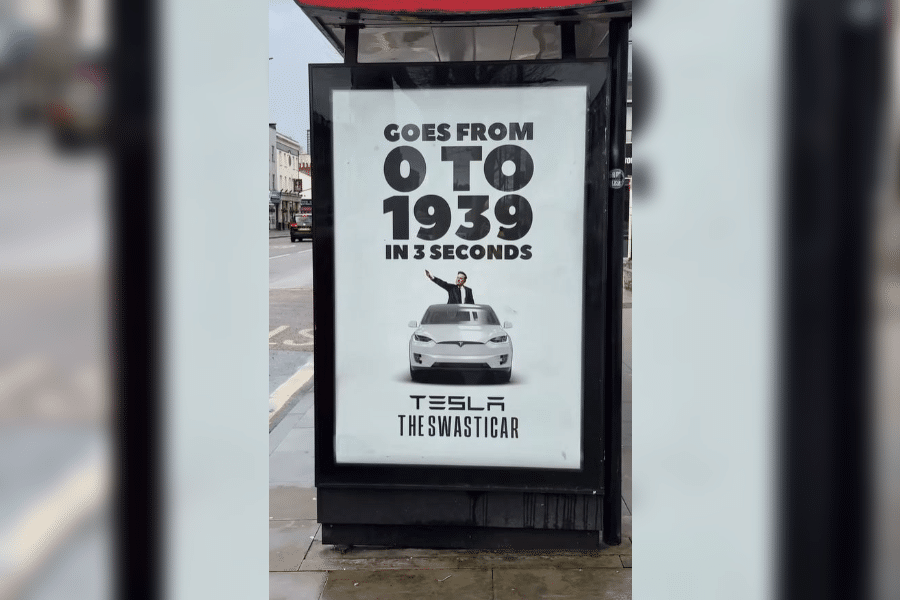 GOES FROM
0 TO
1939
IN 3 SECONDS
TESLA
THE SWASTICAR